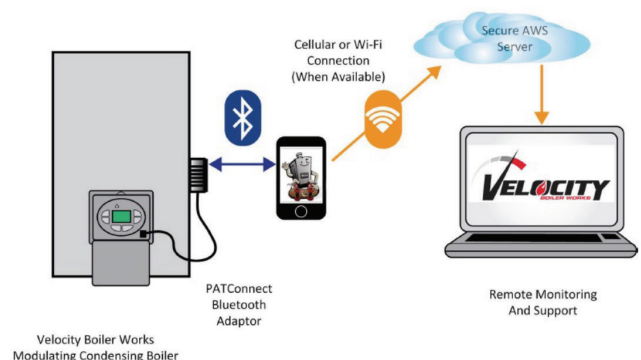 Cellular or Wi-Fi
Connection
(When Available)
Secure AWS
Server
VELOCITY
BOILER WORKS
PATConnect
Bluetooth
Adaptor
Remote Monitoring
And Support
Velocity Boiler Works
Modulating Condensing Boiler